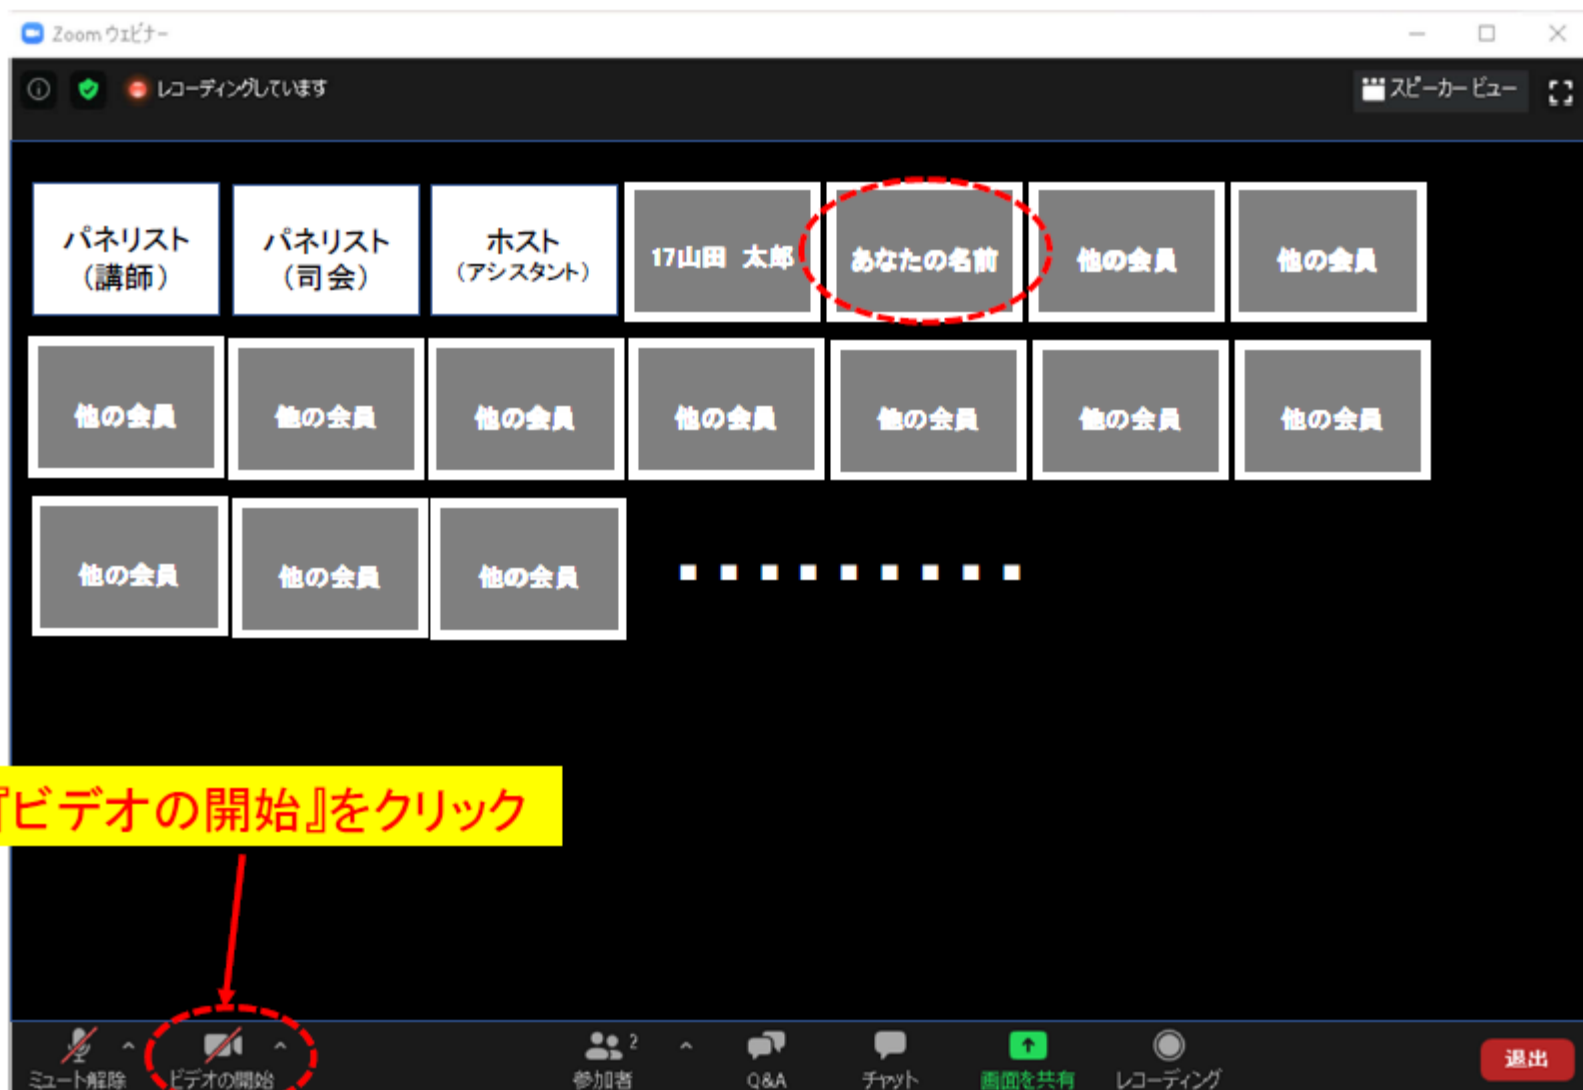 Zoom ウェビナー
レコーディングしています
スピーカー ビュー
パネリスト
（講師）
パネリスト
（司会）
ホスト
（アシスタント）
17山田 太郎
あなたの名前
他の会員
他の会員
他の会員
他の会員
他の会員
他の会員
他の会員
他の会員
他の会員
他の会員
他の会員
他の会員
■ ■ ■ ■ ■ ■ ■ ■ ■
『ビデオの開始』をクリック
ミュート解除
ビデオの開始
2
参加者
Q&A
チャット
画面を共有
レコーディング
退出